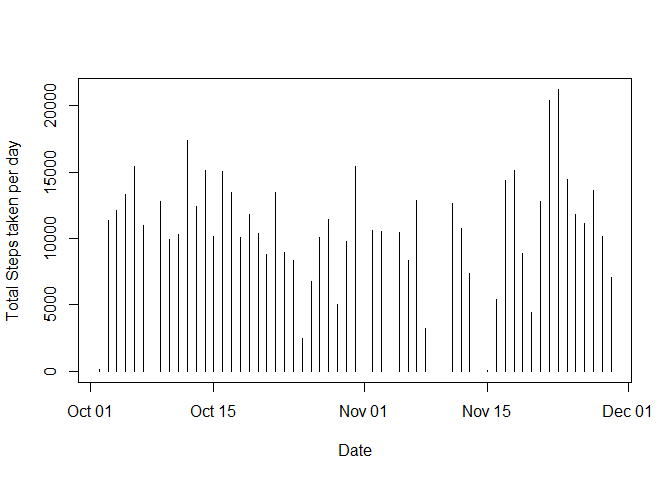 Total Steps taken per day
20000
15000
10000
5000
0
Oct 01
Oct 15
Nov 01
Nov 15
Dec 01
Date